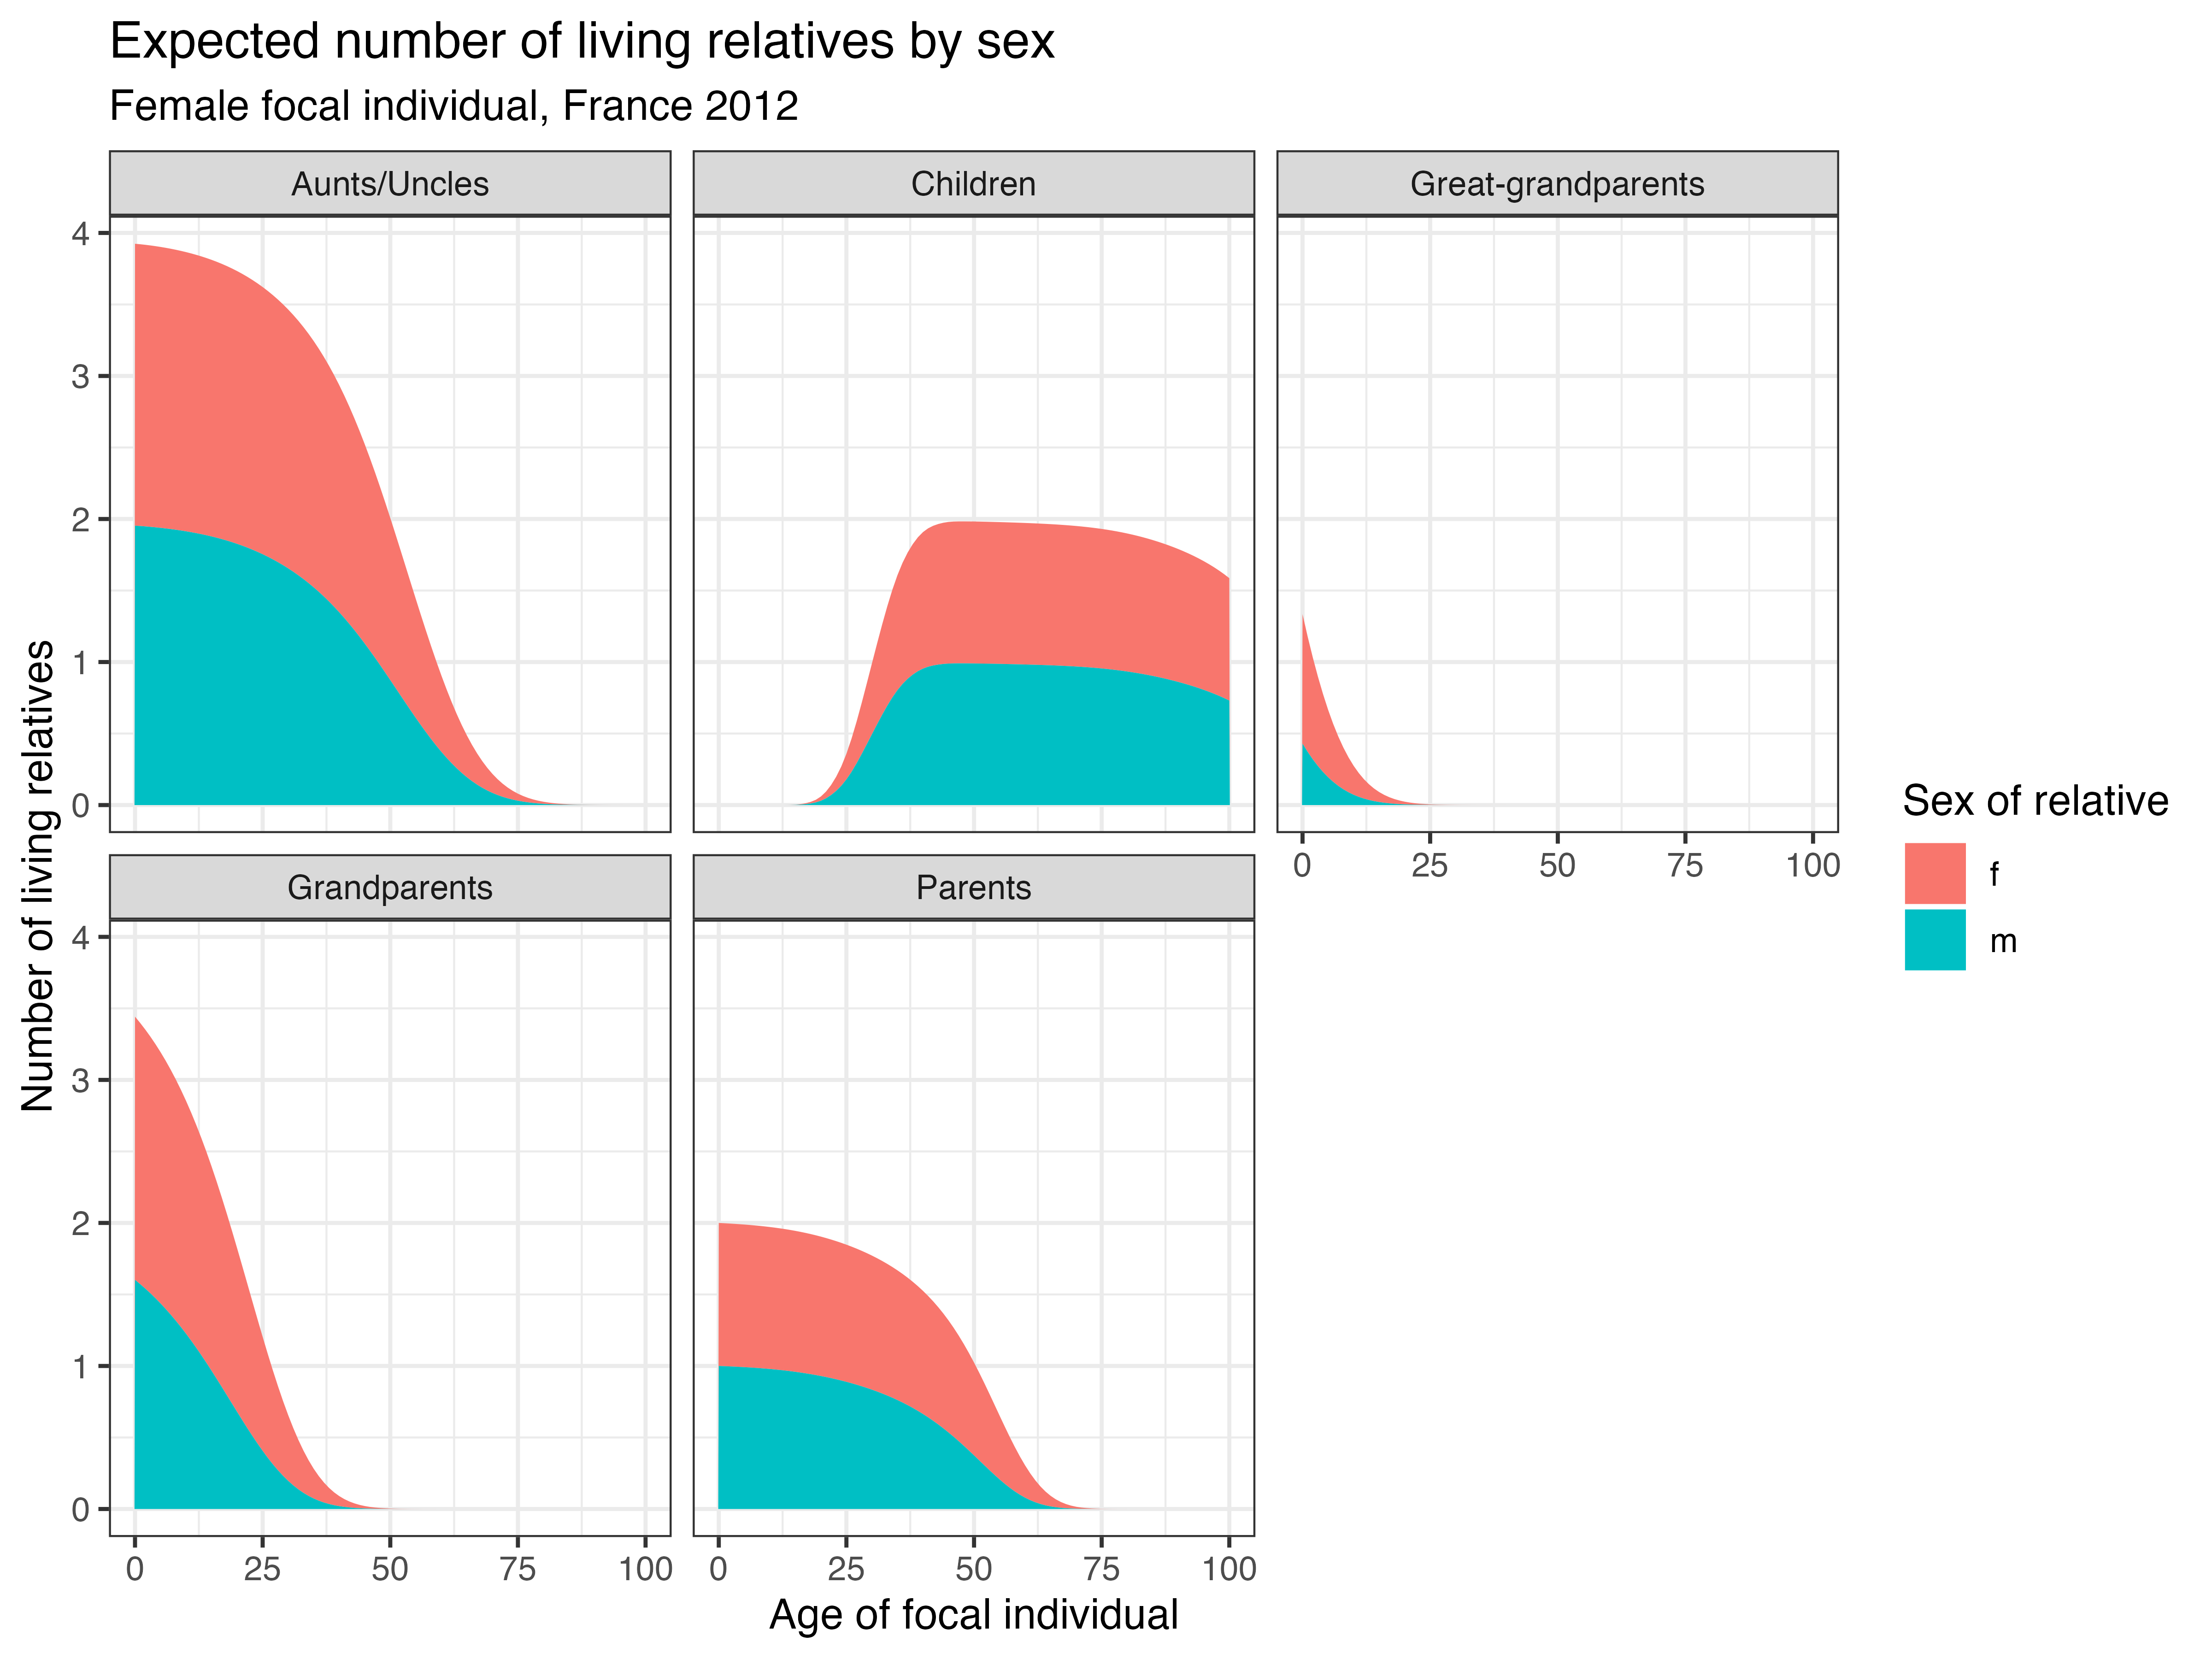 Expected number of living relatives by sex
Female focal individual, France 2012
Aunts/Uncles
Children
Great-grandparents
4
3
2
1
0
0 25 50 75 100
Grandparents
Parents
4
3
2
1
0
0 25 50 75 100
0 25 50 75 100
Number of living relatives
Age of focal individual
Sex of relative
f
m